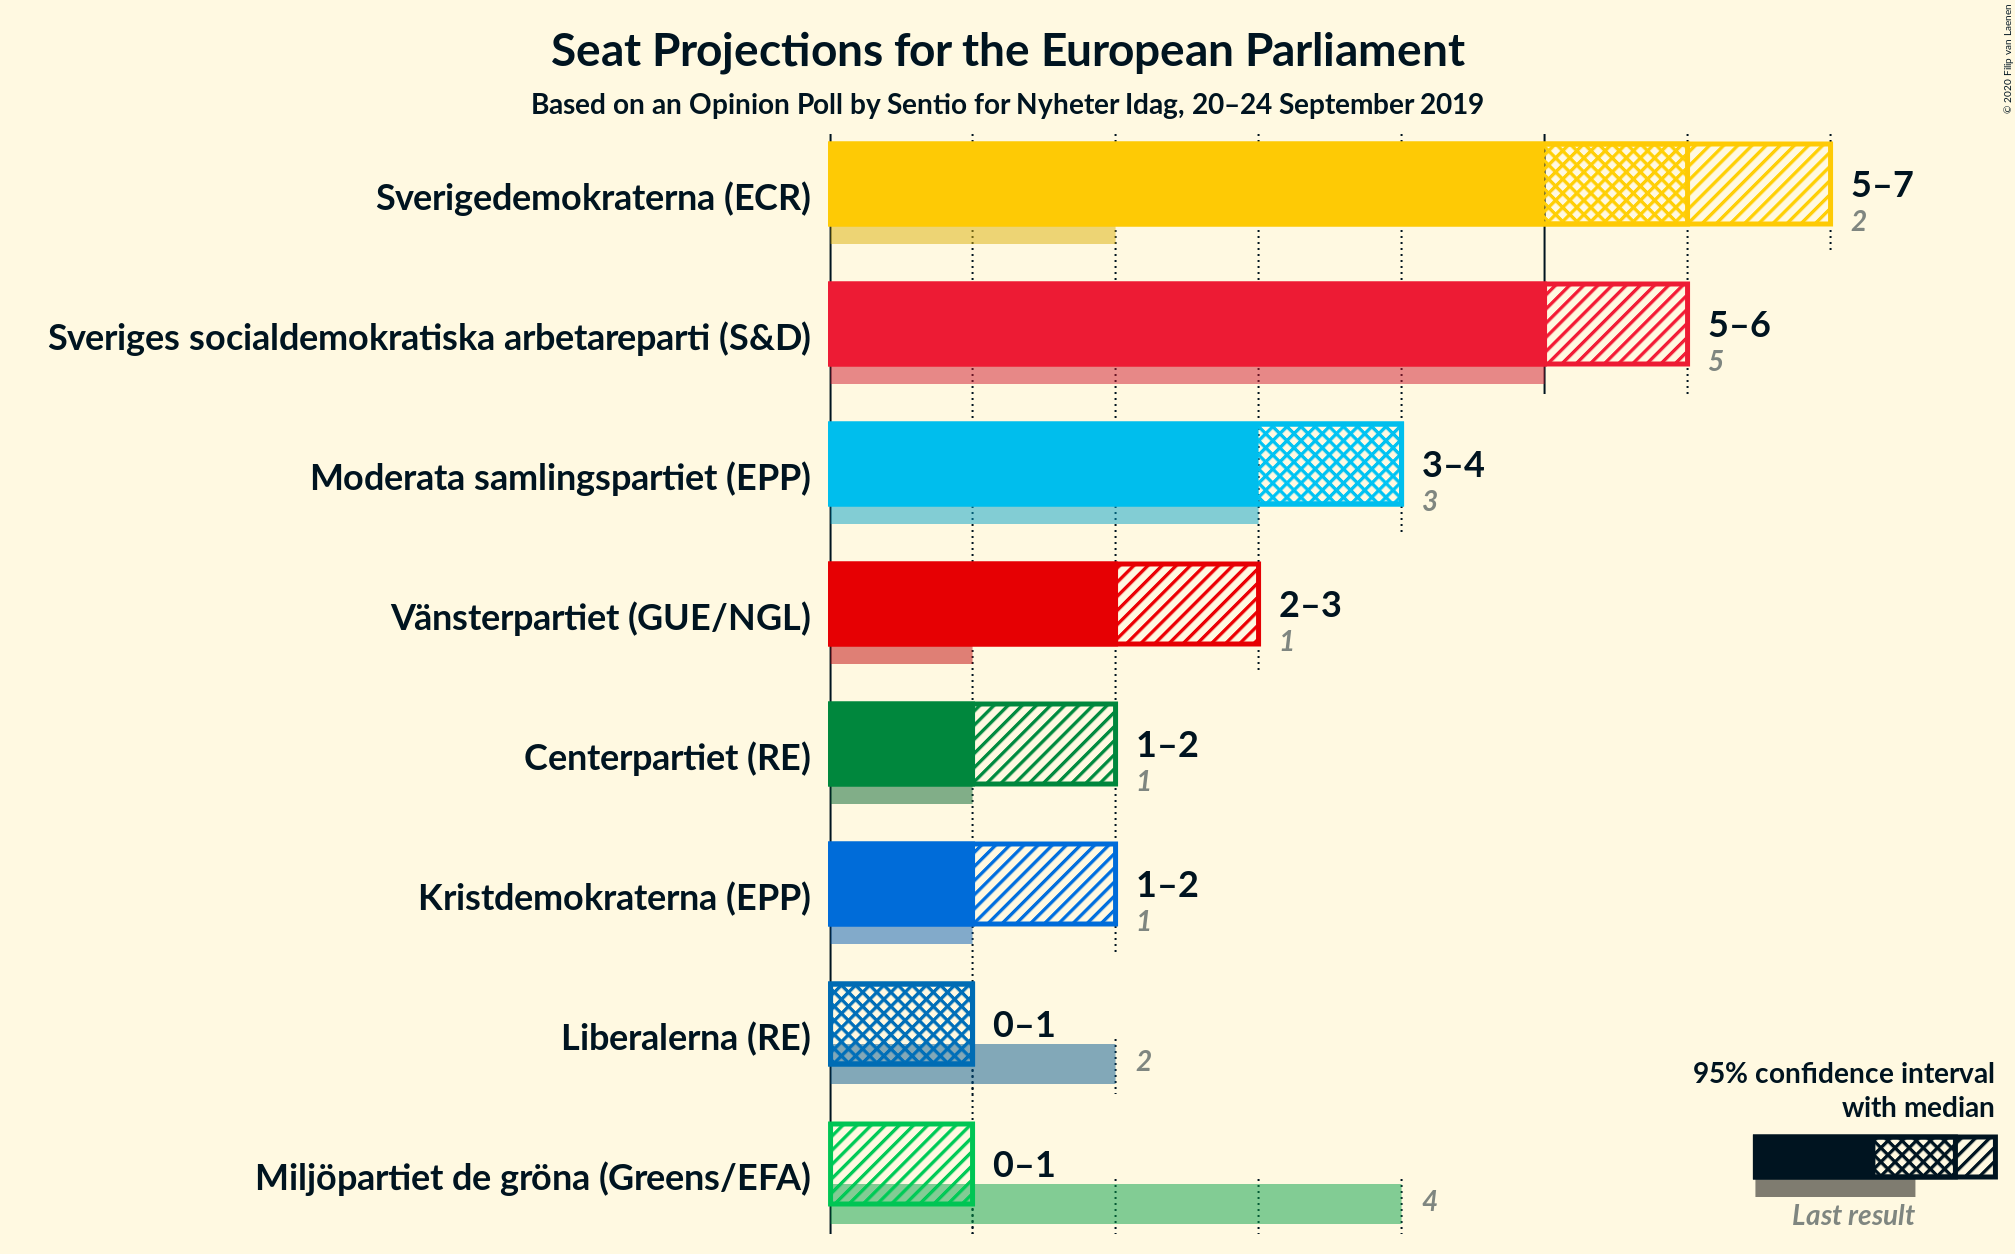 Seat Projections for the European Parliament
Based on an Opinion Poll by Sentio for Nyheter Idag, 20–24 September 2019
© 2020 Filip van Laenen
Sverigedemokraterna (ECR)
5–7
2
Sveriges socialdemokratiska arbetareparti (S&D)
5–6
5
Moderata samlingspartiet (EPP)
3–4
3
Vänsterpartiet (GUE/NGL)
2–3
1
Centerpartiet (RE)
1–2
1
Kristdemokraterna (EPP)
1–2
1
Liberalerna (RE)
0–1
2
Miljöpartiet de gröna (Greens/EFA)
0–1
4
95% confidence interval
with median
Last result